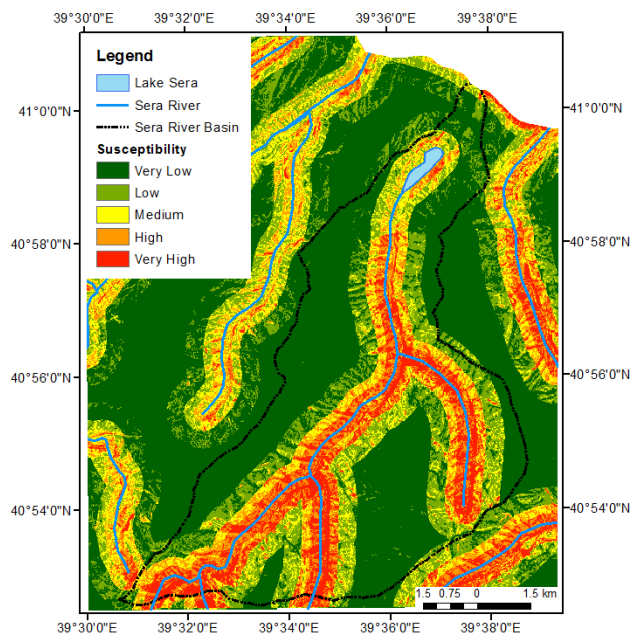 39°30'0"E 39°32'0"E 39°34'0"E 39°36'0"E 39°38'0"E
Legend
Lake Sera
Sera River
Sera River Basin
Susceptibility
Very Low
Low
Medium
High
Very High
41°0'0"N 41°0'0"N
40°58'0"N 40°58'0"N
40°56'0"N 40°56'0"N
40°54'0"N 40°54'0"N
1.5 0.75 0 1.5 km
39°30'0"E 39°32'0"E 39°34'0"E 39°36'0"E 39°38'0"E